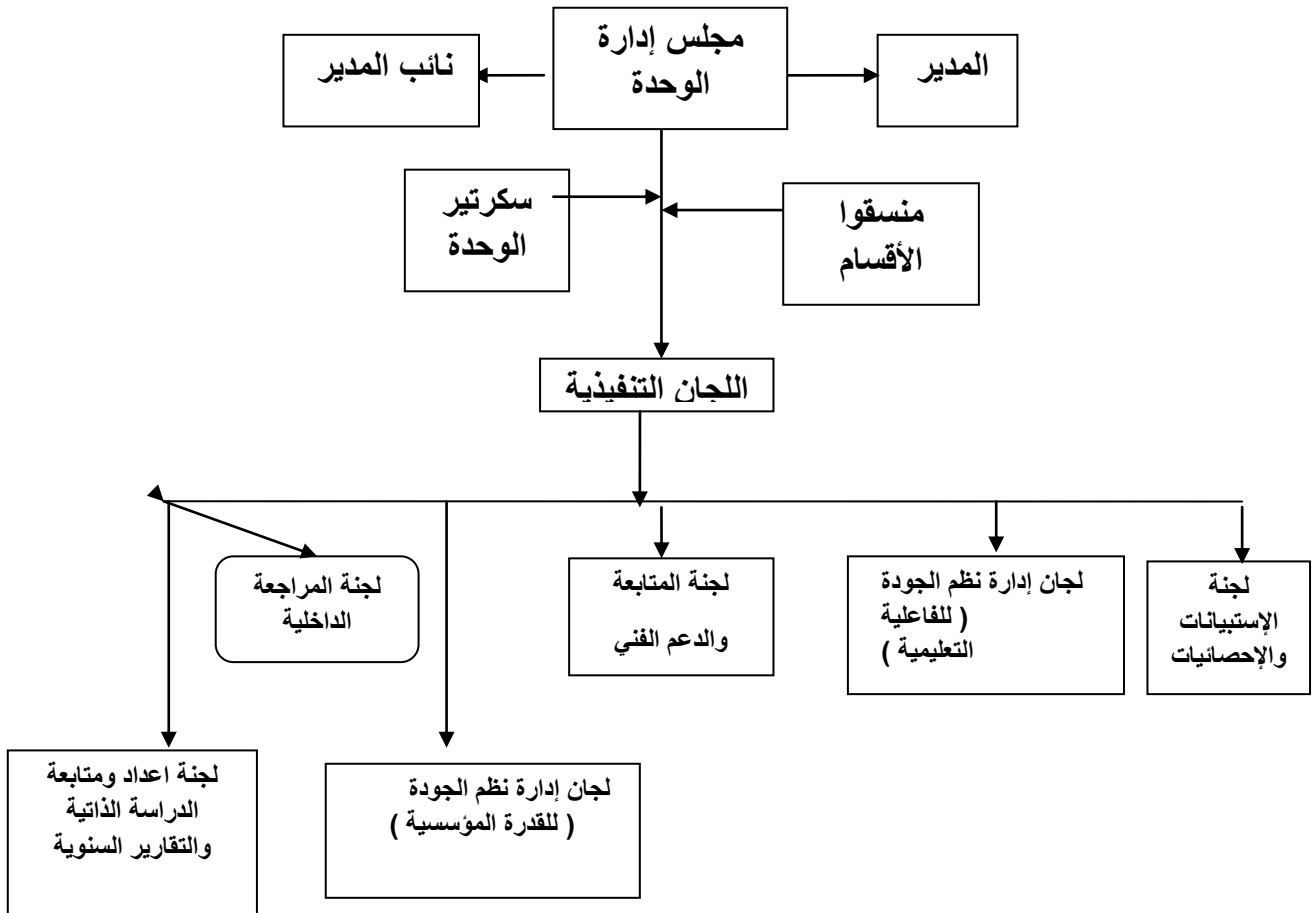 مجلس إدارة
الوحدة
المدير
نائب المدير
منسقوا
الأقسام
سكرتير
الوحدة
اللجان التنفيذية
لجنة
الإستبيانات
والإحصائيات
لجان إدارة نظم الجودة
( للفاعلية
التعليمية )
لجنة المتابعة
والدعم الفني
لجنة المراجعة
الداخلية
لجان إدارة نظم الجودة
( للقدرة المؤسسية )
لجنة اعداد ومتابعة
الدراسة الذاتية
والتقارير السنوية